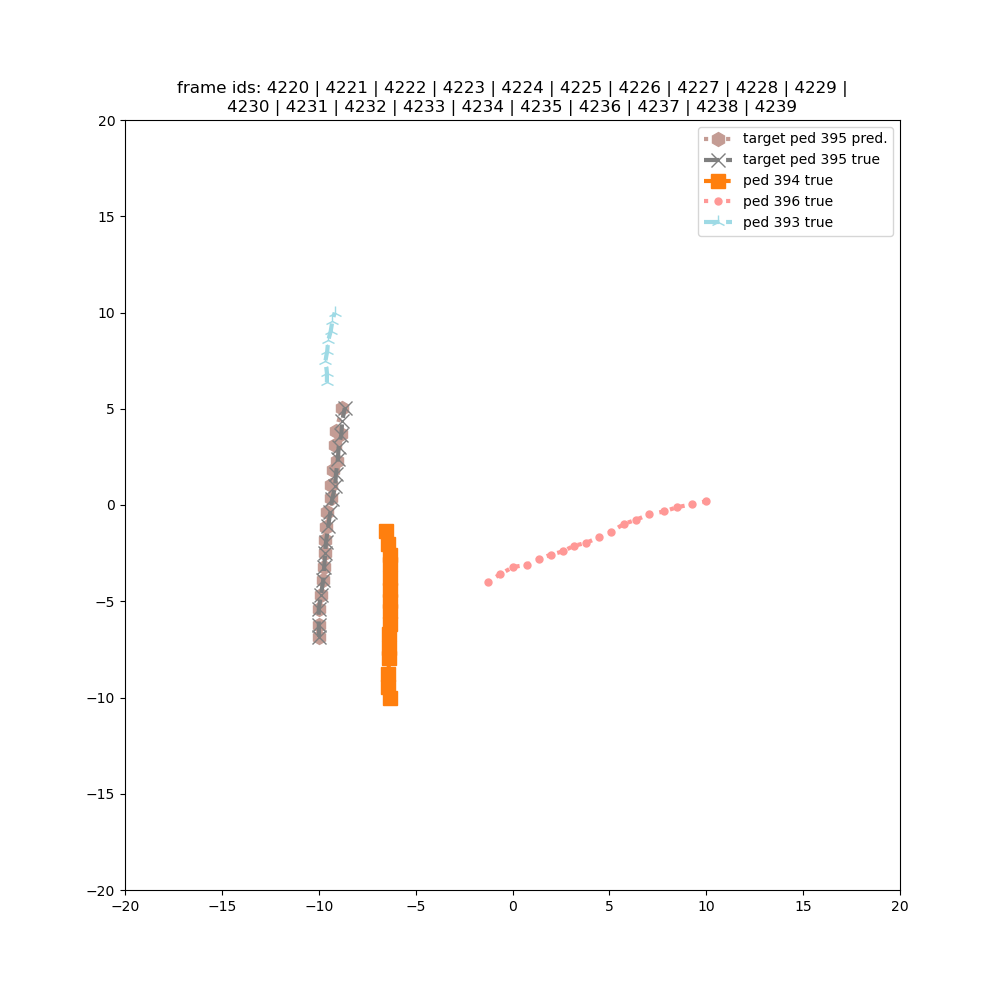 frame ids: 4220 | 4221 | 4222 | 4223 | 4224 | 4225 | 4226 | 4227 | 4228 | 4229 |
4230 | 4231 | 4232 | 4233 | 4234 | 4235 | 4236 | 4237 | 4238 | 4239
target ped 395 pred.
target ped 395 true
ped 394 true
ped 396 true
ped 393 true
20
15
10
5
0
−5
−10
−15
−20
−20 −15 −10 −5 0 5 10 15 20